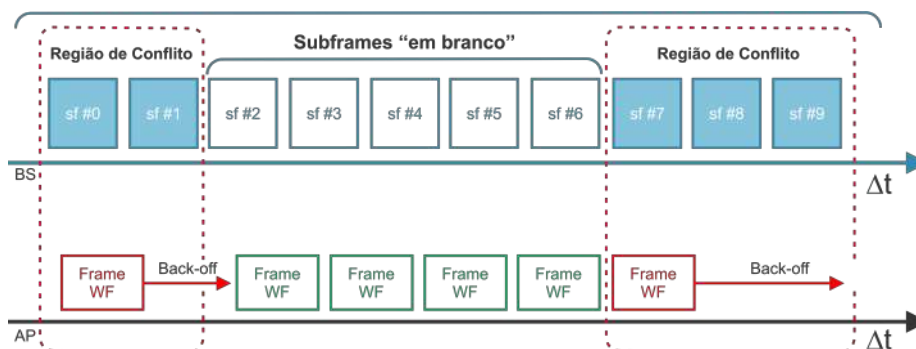 Subframes “em branco”
Região de Conflito
Região de Conflito
sf #0
sf #1
sf #2
sf #3
sf #4
sf #5
sf #6
sf #7
sf #8
sf #9
BS
Δt
Frame
WF
Back-off
Frame
WF
Frame
WF
Frame
WF
Frame
WF
Frame
WF
Back-off
AP
Δt